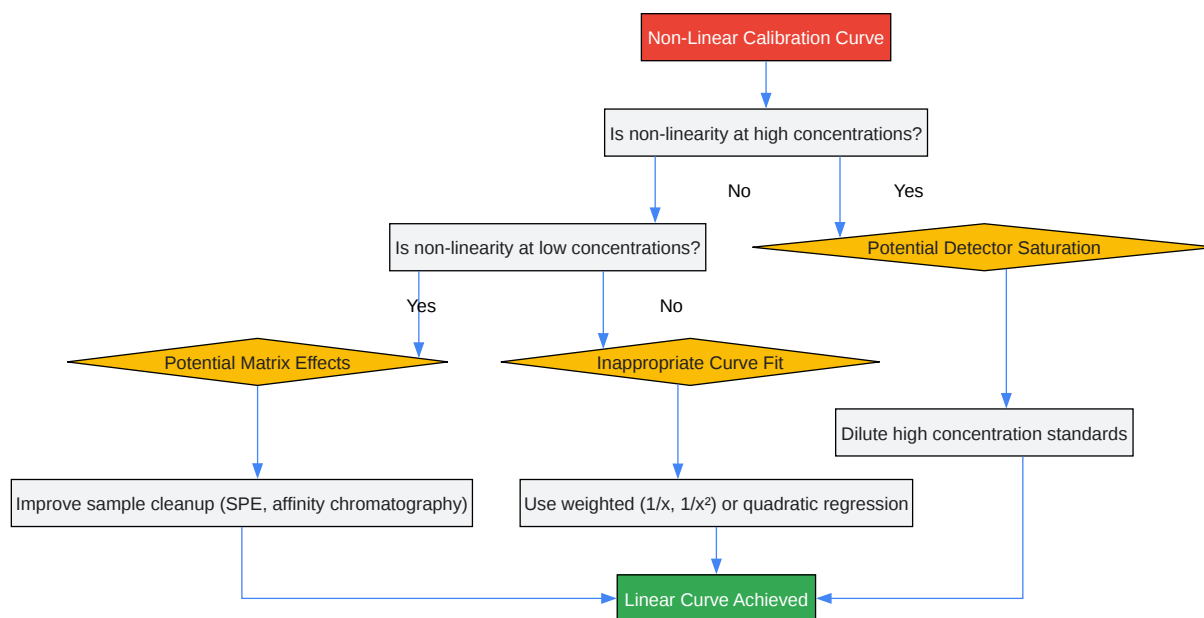 Non-Linear Calibration Curve
Is non-linearity at high concentrations?
No
Yes
Is non-linearity at low concentrations?
Potential Detector Saturation
Yes
No
Potential Matrix Effects
Inappropriate Curve Fit
Dilute high concentration standards
Improve sample cleanup (SPE, affinity chromatography)
Use weighted (1/x, 1/x²) or quadratic regression
Linear Curve Achieved